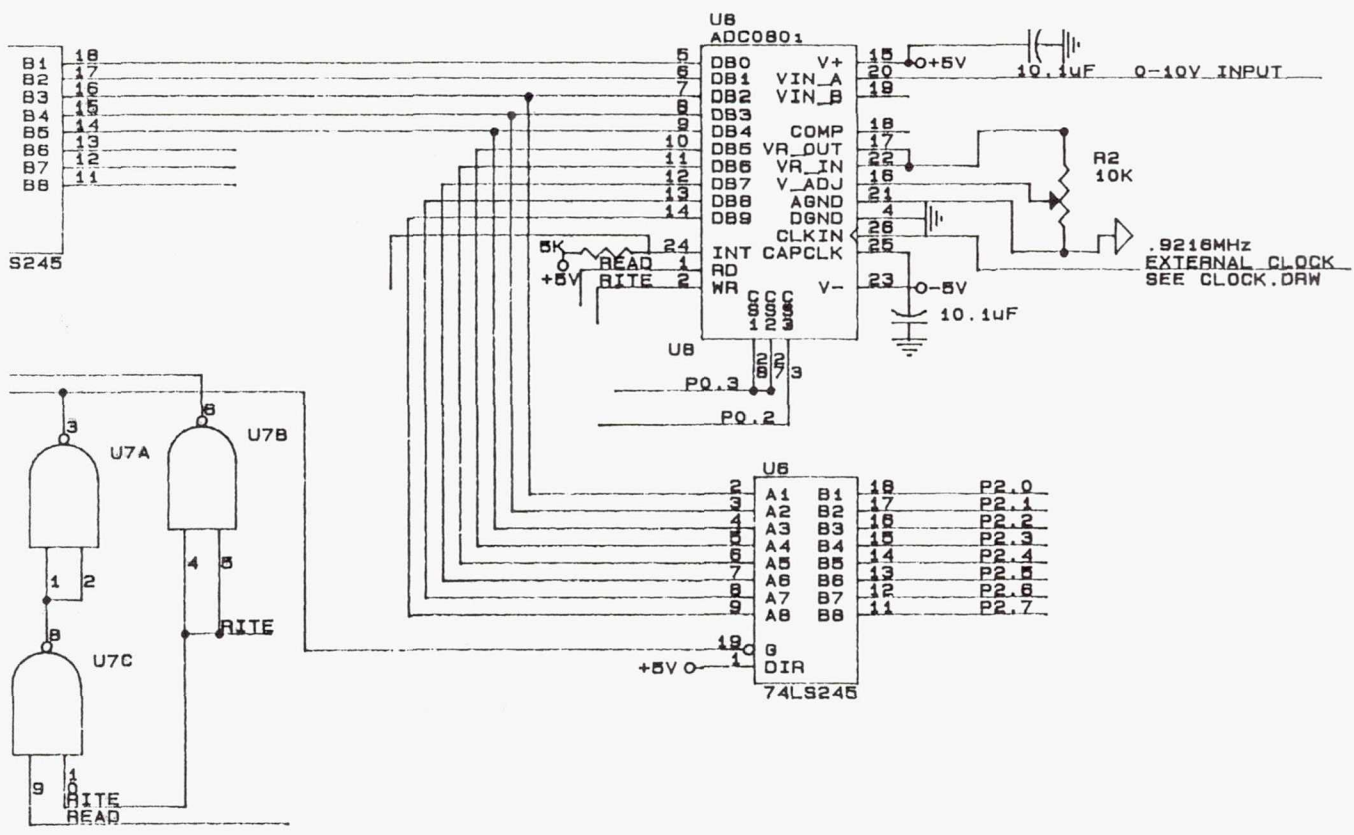 U8
ADC0801
B1 18
B2 17
B3 16
B4 15
B5 14
B6 13
B7 12
B8 11
S245
5 DB0 V+ 15 +5V
10.1uF
6 DB1 VIN_A 20 0-10V INPUT
7 DB2 VIN_B 19
8 DB3
9 DB4 COMP 18
10 DB5 VR_OUT 17
11 DB6 VR_IN 22
12 DB7 V_ADJ 16
13 DB8 AGND 21
14 DB9 DGND 4
CLKIN 26
24 INT CAPCLK 25
1 RD
2 WR V- 23 -5V
R2
10K
.9216MHz
EXTERNAL CLOCK
SEE CLOCK.DRW
5K
+5V
READ
RITE
10.1uF
CS1 CS2 CS3
28 27 3
U8
P0.3
P0.2
3
U7A
1 2
6
U7B
4 5
RITE
8
U7C
9 10
RITE
READ
U6
2 A1 B1 18 P2.0
3 A2 B2 17 P2.1
4 A3 B3 16 P2.2
5 A4 B4 15 P2.3
6 A5 B5 14 P2.4
7 A6 B6 13 P2.5
8 A7 B7 12 P2.6
9 A8 B8 11 P2.7
19 G
+5V 1 DIR
74LS245